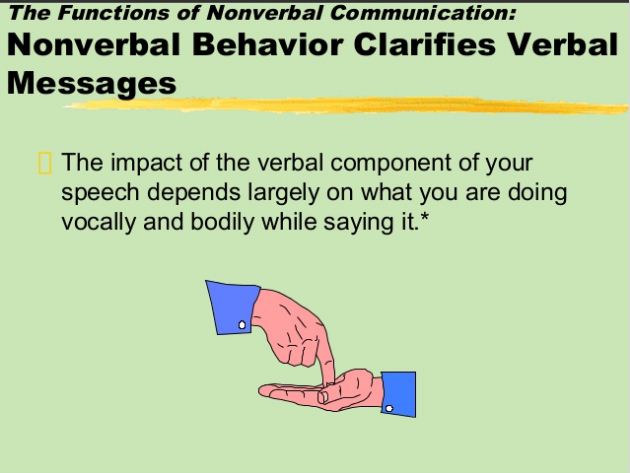 The Functions of Nonverbal Communication:
Nonverbal Behavior Clarifies Verbal
Messages
The impact of the verbal component of your
speech depends largely on what you are doing
vocally and bodily while saying it.*